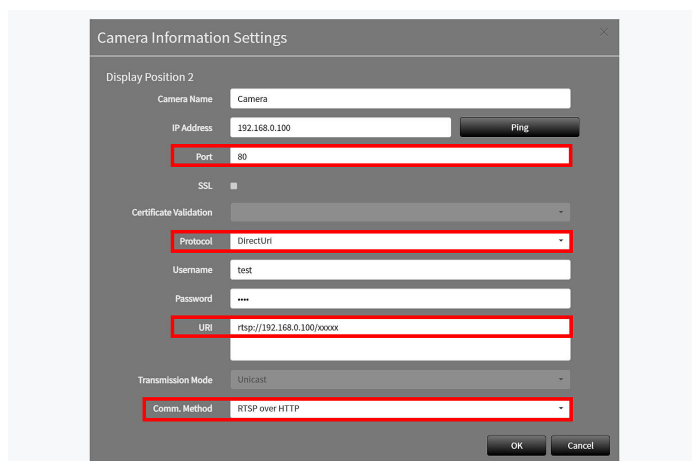 Camera Information Settings
Display Position 2
Camera Name Camera
IP Address 192.168.0.100 Ping
Port 80
SSL
Certificate Validation
Protocol DirectUri
Username test
Password ••••
URI rtsp://192.168.0.100/xxxxx
Transmission Mode Unicast
Comm. Method RTSP over HTTP
OK Cancel